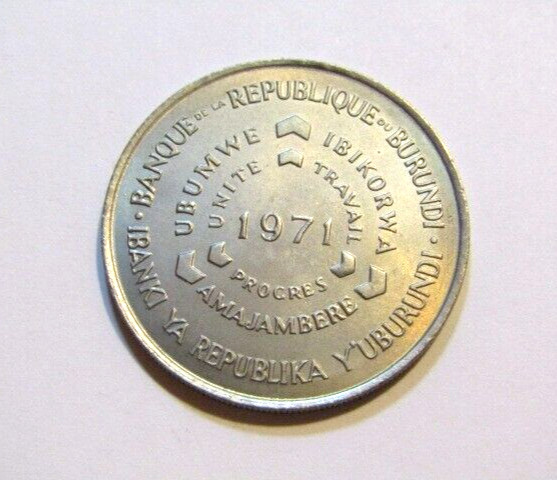 BANQUE DE LA REPUBLIQUE DU BURUNDI
IBANKI YA REPUBLIKA Y'UBURUNDI
UBUMWE IBIKORWA AMAJAMBERE
UNITE TRAVAIL PROGRES
1971